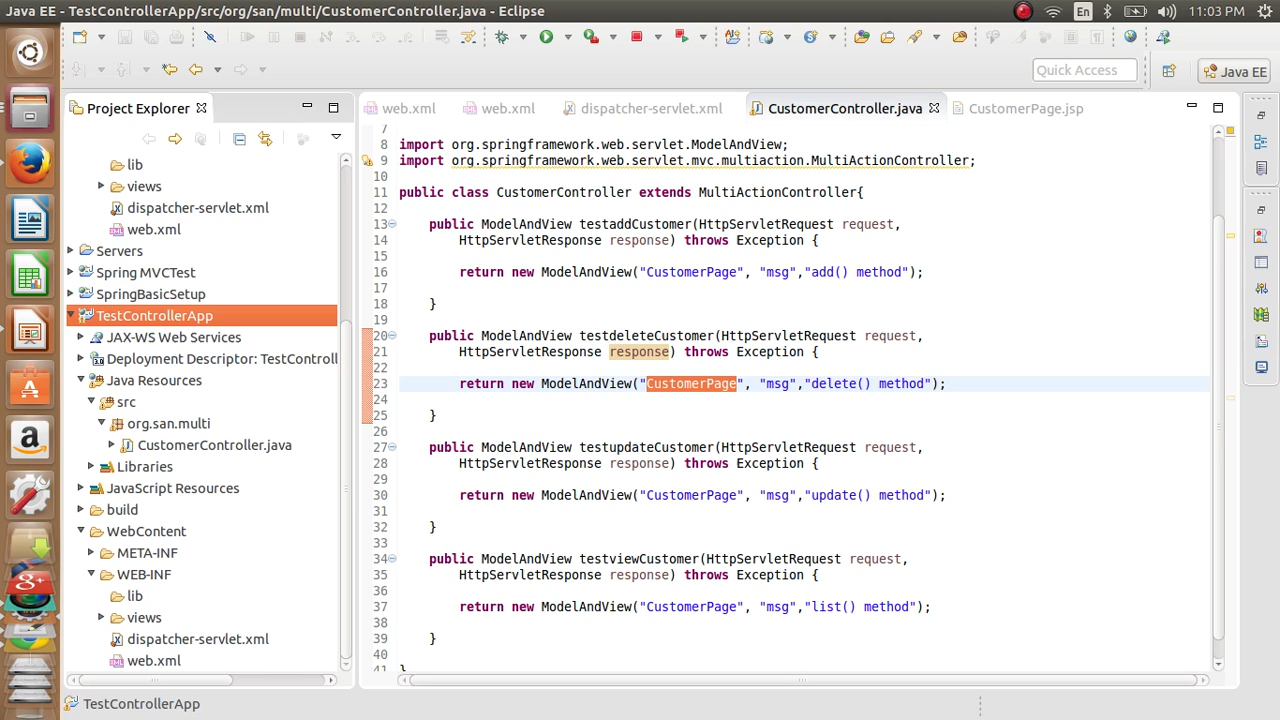 Java EE - TestControllerApp/src/org/san/multi/CustomerController.java - Eclipse
En
11:03 PM
Quick Access
Java EE
Project Explorer
lib
views
dispatcher-servlet.xml
web.xml
Servers
Spring MVCTest
SpringBasicSetup
TestControllerApp
JAX-WS Web Services
Deployment Descriptor: TestControll
Java Resources
src
org.san.multi
CustomerController.java
Libraries
JavaScript Resources
build
WebContent
META-INF
WEB-INF
lib
views
dispatcher-servlet.xml
web.xml
web.xml
web.xml
dispatcher-servlet.xml
CustomerController.java
CustomerPage.jsp
7
8 import org.springframework.web.servlet.ModelAndView;
9 import org.springframework.web.servlet.mvc.multiaction.MultiActionController;
10
11 public class CustomerController extends MultiActionController{
12
13 public ModelAndView testaddCustomer(HttpServletRequest request,
14 HttpServletResponse response) throws Exception {
15
16 return new ModelAndView("CustomerPage", "msg","add() method");
17
18 }
19
20 public ModelAndView testdeleteCustomer(HttpServletRequest request,
21 HttpServletResponse response) throws Exception {
22
23 return new ModelAndView("CustomerPage", "msg","delete() method");
24
25 }
26
27 public ModelAndView testupdateCustomer(HttpServletRequest request,
28 HttpServletResponse response) throws Exception {
29
30 return new ModelAndView("CustomerPage", "msg","update() method");
31
32 }
33
34 public ModelAndView testviewCustomer(HttpServletRequest request,
35 HttpServletResponse response) throws Exception {
36
37 return new ModelAndView("CustomerPage", "msg","list() method");
38
39 }
40
41 }
TestControllerApp